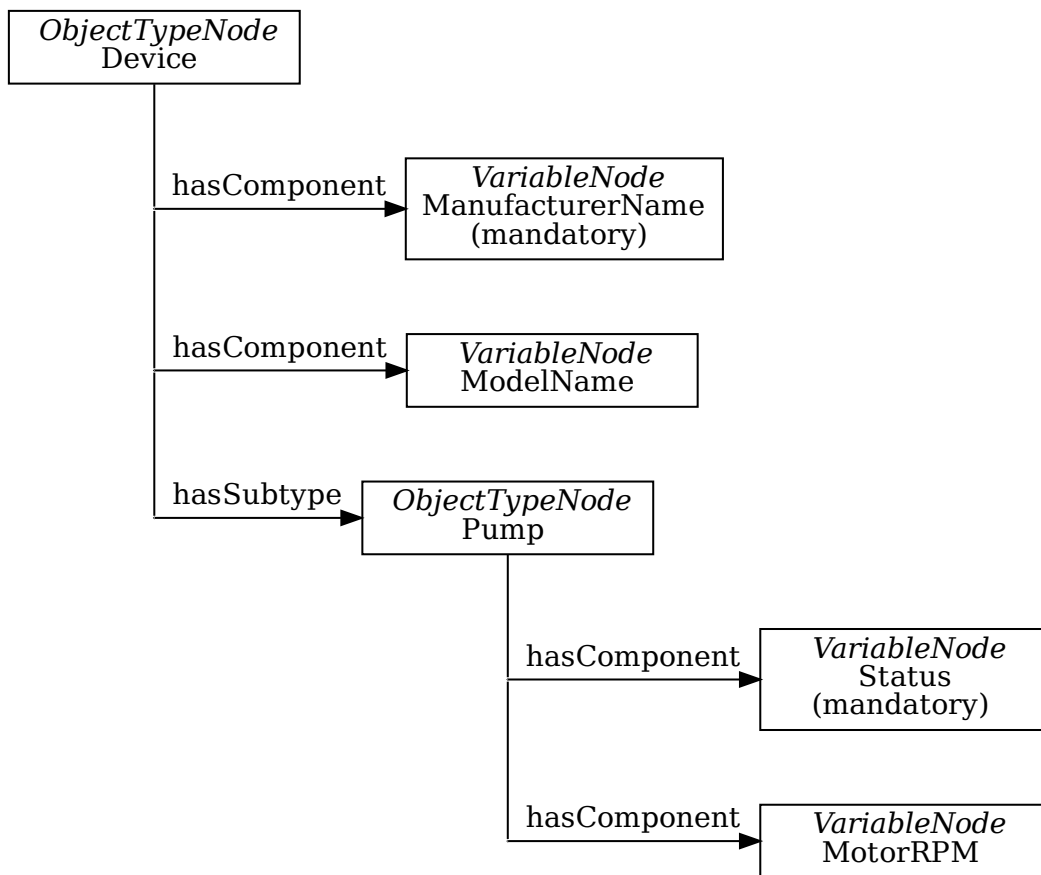 ObjectTypeNode
Device
hasComponent
VariableNode
ManufacturerName
(mandatory)
hasComponent
VariableNode
ModelName
hasSubtype
ObjectTypeNode
Pump
hasComponent
VariableNode
Status
(mandatory)
hasComponent
VariableNode
MotorRPM